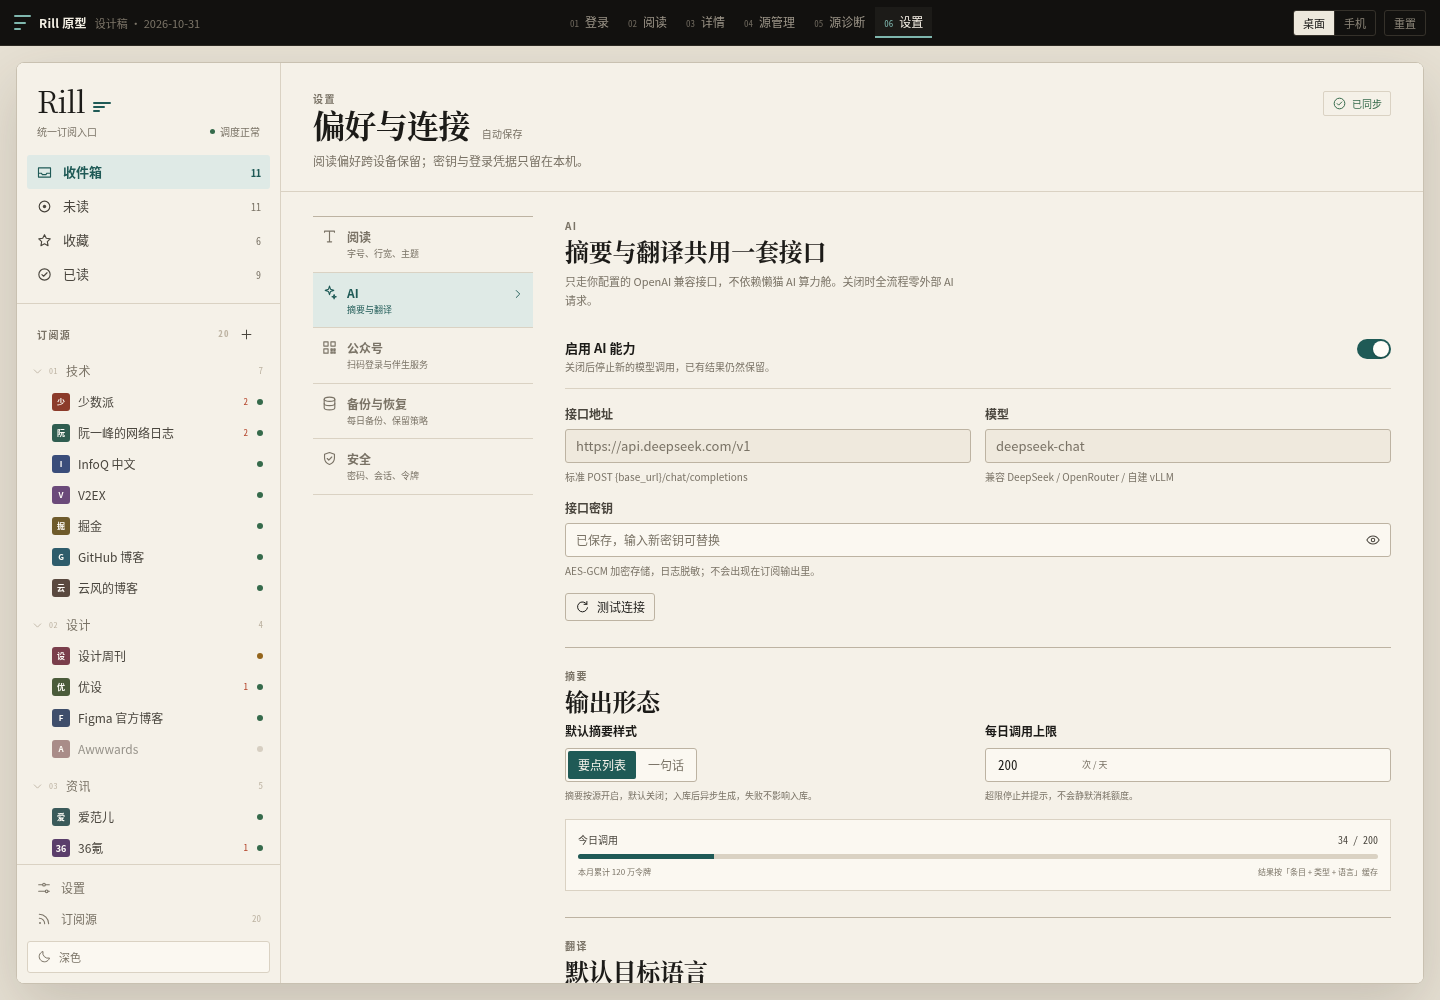 Rill 原型 设计稿 · 2026-10-31
01 登录 02 阅读 03 详情 04 源管理 05 源诊断 06 设置
桌面 手机 重置
Rill
统一订阅入口 调度正常
收件箱 11
未读 11
收藏 6
已读 9
订阅源 20
01 技术 7
少 少数派 2
阮 阮一峰的网络日志 2
I InfoQ 中文
V V2EX
掘 掘金
G GitHub 博客
云 云风的博客
02 设计 4
设 设计周刊
优 优设 1
F Figma 官方博客
A Awwwards
03 资讯 5
爱 爱范儿
36 36氪 1
设置
订阅源 20
深色
设置
偏好与连接 自动保存
阅读偏好跨设备保留；密钥与登录凭据只留在本机。
已同步
阅读
字号、行宽、主题
AI
摘要与翻译
公众号
扫码登录与伴生服务
备份与恢复
每日备份、保留策略
安全
密码、会话、令牌
AI
摘要与翻译共用一套接口
只走你配置的 OpenAI 兼容接口，不依赖懒猫 AI 算力舱。关闭时全流程零外部 AI
请求。
启用 AI 能力
关闭后停止新的模型调用，已有结果仍然保留。
接口地址 模型
https://api.deepseek.com/v1 deepseek-chat
标准 POST {base_url}/chat/completions 兼容 DeepSeek / OpenRouter / 自建 vLLM
接口密钥
已保存，输入新密钥可替换
AES-GCM 加密存储，日志脱敏；不会出现在订阅输出里。
测试连接
摘要
输出形态
默认摘要样式 每日调用上限
要点列表 一句话 200 次 / 天
摘要按源开启，默认关闭；入库后异步生成，失败不影响入库。 超限停止并提示，不会静默消耗额度。
今日调用 34 / 200
本月累计 120 万令牌 结果按「条目 + 类型 + 语言」缓存
翻译
默认目标语言